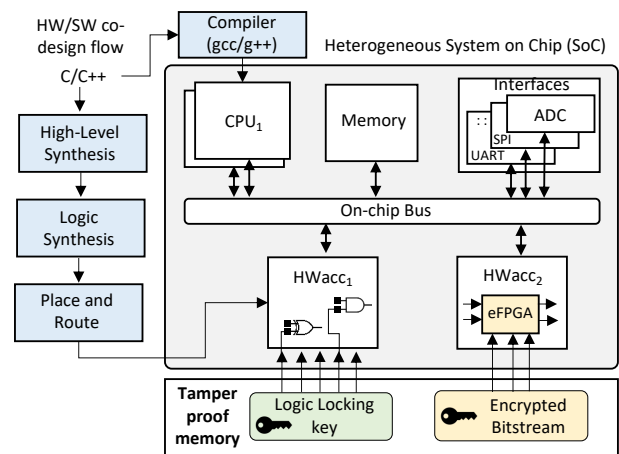 HW/SW co-
design flow
C/C++
Compiler
(gcc/g++)
Heterogeneous System on Chip (SoC)
High-Level
Synthesis
Logic
Synthesis
Place and
Route
CPU1
Memory
Interfaces
ADC
: :
SPI
UART
On-chip Bus
HWacc1
HWacc2
eFPGA
Tamper
proof
memory
Logic Locking
key
Encrypted
Bitstream